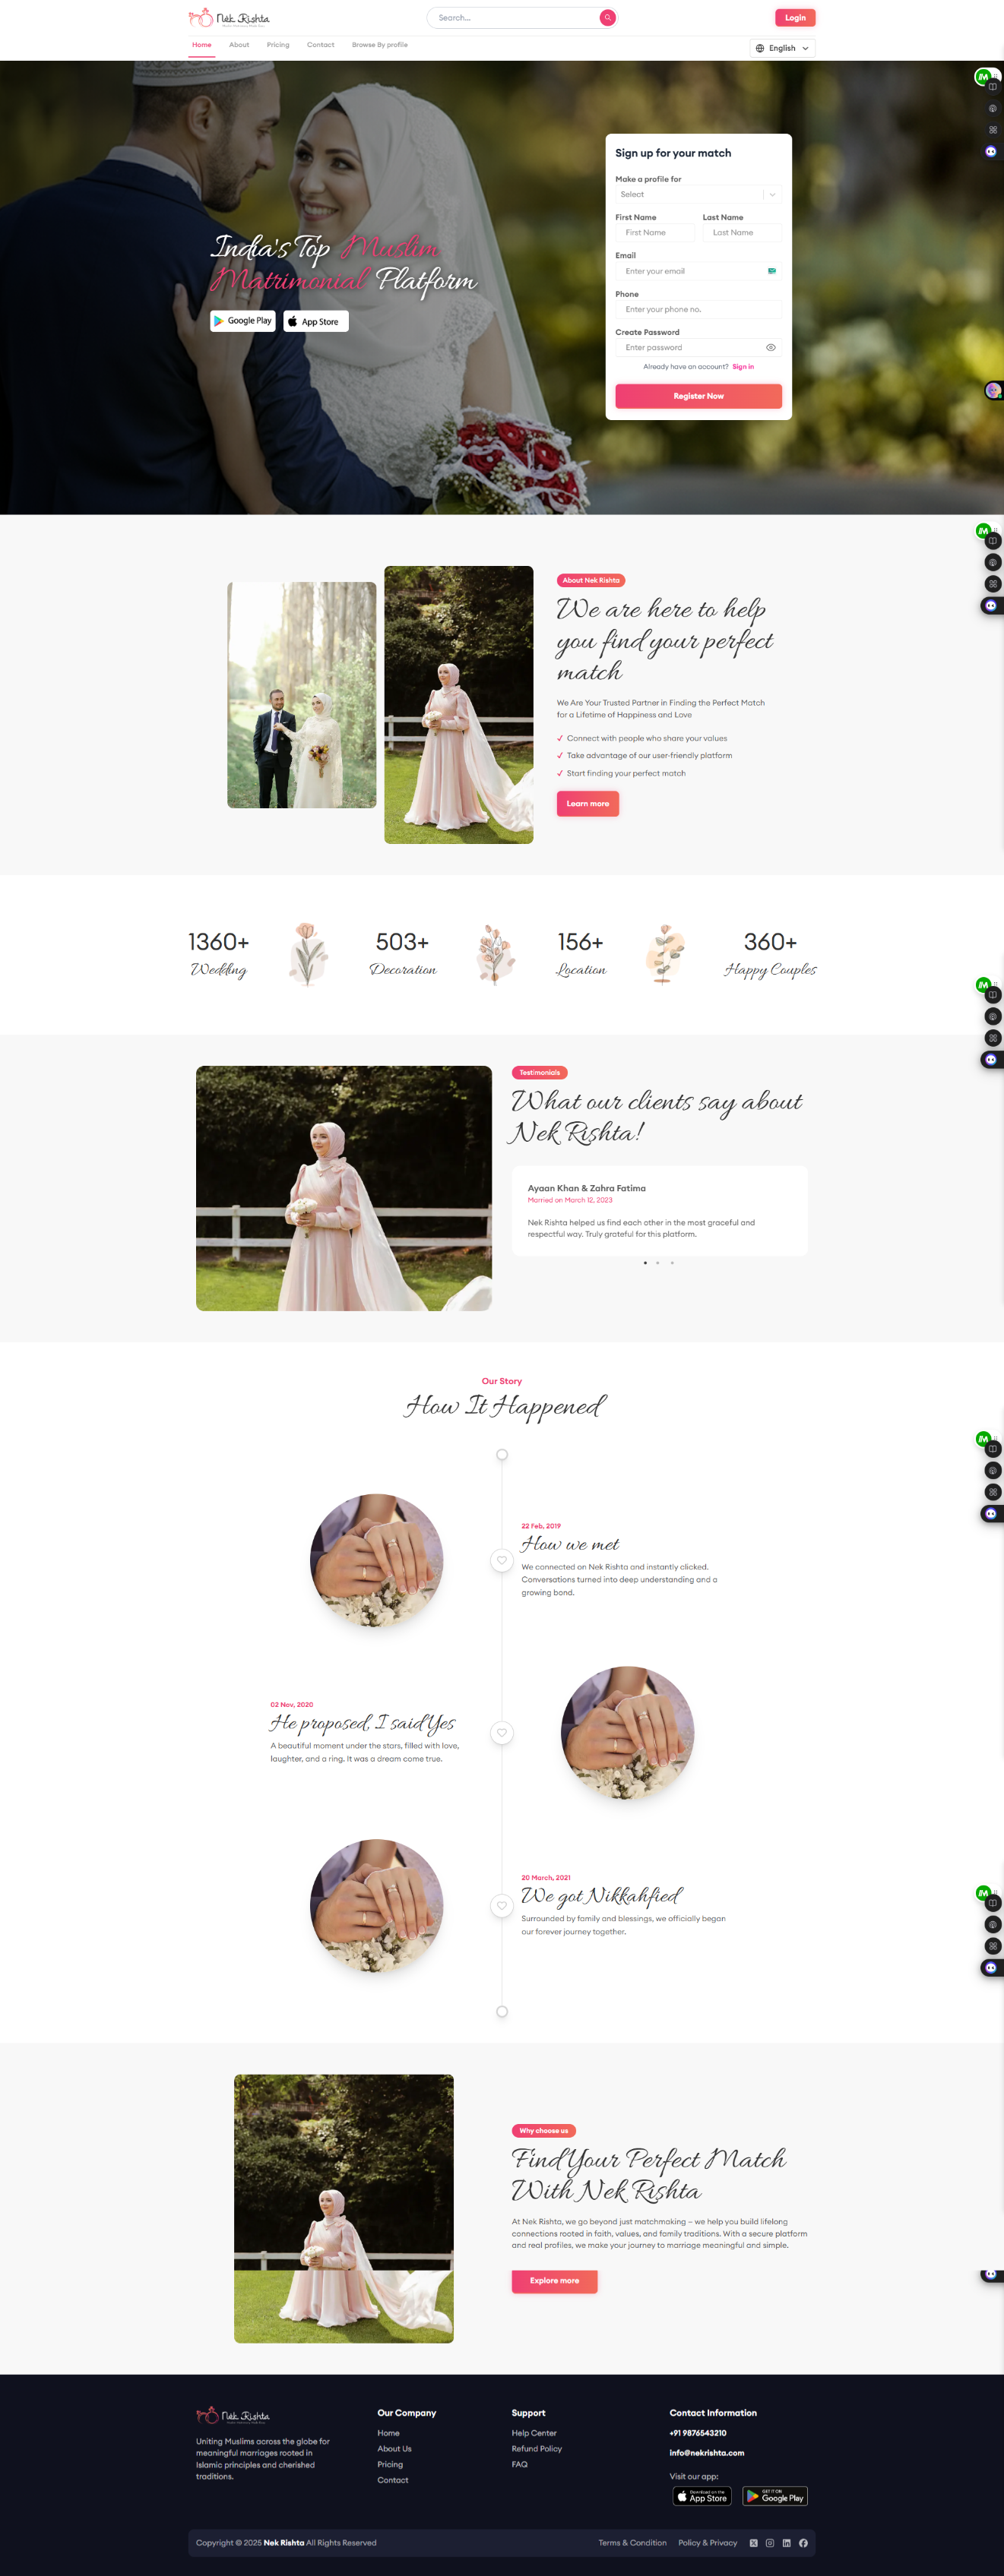 Nek Rishta
Search...
Login
Home
About
Pricing
Contact
Browse By profile
English
India's Top Muslim
Matrimonial Platform
Google Play
App Store
Sign up for your match
Make a profile for
Select
First Name
Last Name
First Name
Last Name
Email
Enter your email
Phone
Enter your phone no.
Create Password
Enter password
Already have an account? Sign in
Register Now
About Nek Rishta
We are here to help
you find your perfect
match
We Are Your Trusted Partner in Finding the Perfect Match
for a Lifetime of Happiness and Love
Connect with people who share your values
Take advantage of our user-friendly platform
Start finding your perfect match
Learn more
1360+
Wedding
503+
Decoration
156+
Location
360+
Happy Couples
Testimonials
What our clients say about
Nek Rishta!
Ayaan Khan & Zahra Fatima
Married on March 12, 2023
Nek Rishta helped us find each other in the most graceful and
respectful way. Truly grateful for this platform.
Our Story
How It Happened
22 Feb, 2019
How we met
We connected on Nek Rishta and instantly clicked.
Conversations turned into deep understanding and a
growing bond.
02 Nov, 2020
He proposed, I said Yes
A beautiful moment under the stars, filled with love,
laughter, and a ring. It was a dream come true.
20 March, 2021
We got Nikkahfied
Surrounded by family and blessings, we officially began
our forever journey together.
Why choose us
Find Your Perfect Match
With Nek Rishta
At Nek Rishta, we go beyond just matchmaking – we help you build lifelong
connections rooted in faith, values, and family traditions. With a secure platform
and real profiles, we make your journey to marriage meaningful and simple.
Explore more
Nek Rishta
Uniting Muslims across the globe for
meaningful marriages rooted in
Islamic principles and cherished
traditions.
Our Company
Home
About Us
Pricing
Contact
Support
Help Center
Refund Policy
FAQ
Contact Information
+91 9876543210
info@nekrishta.com
Visit our app:
Download on the
App Store
GET IT ON
Google Play
Copyright © 2025 Nek Rishta All Rights Reserved
Terms & Condition
Policy & Privacy